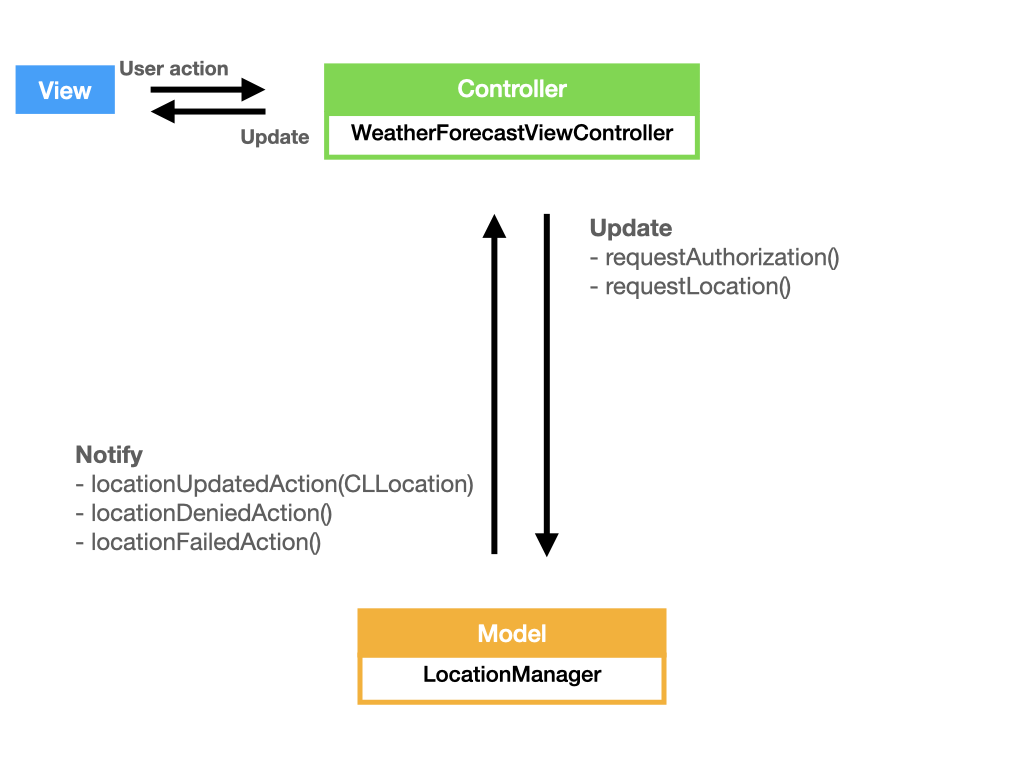 User action
View
Update
Controller
WeatherForecastViewController
Update
- requestAuthorization()
- requestLocation()
Notify
- locationUpdatedAction(CLLocation)
- locationDeniedAction()
- locationFailedAction()
Model
LocationManager